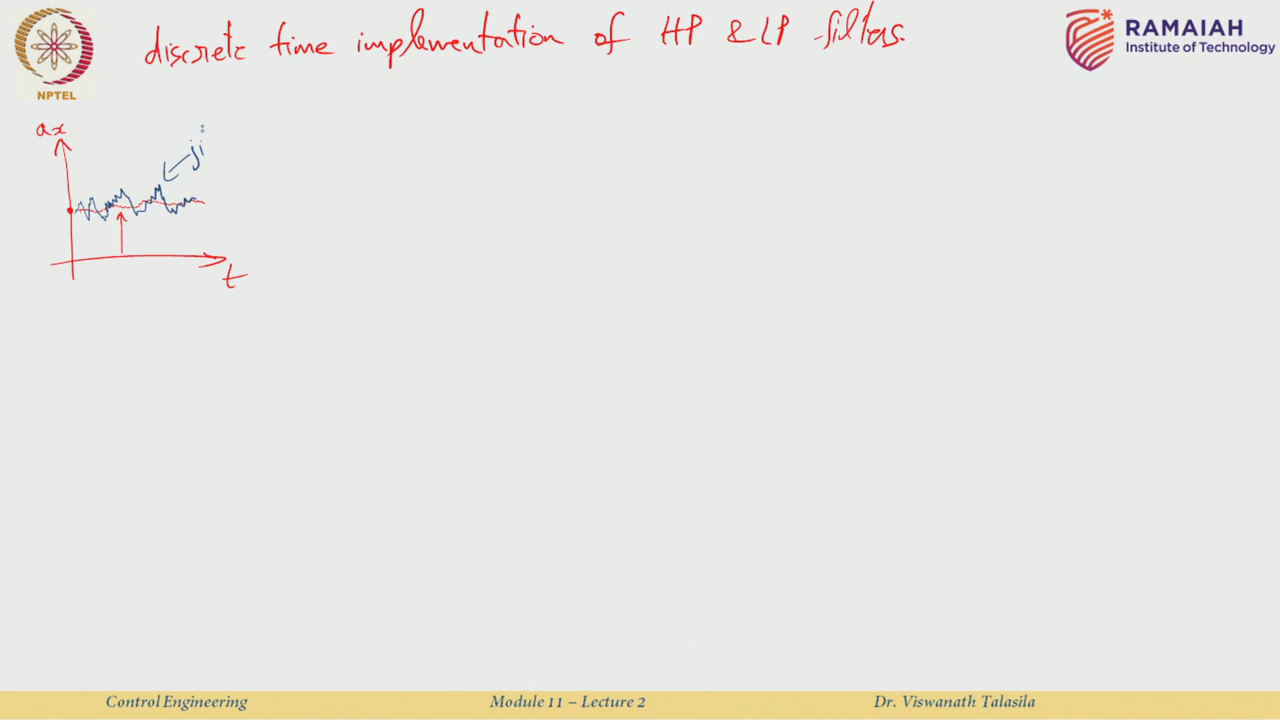 discrete time implementation of HP & LP filters.
RAMAIAH
Institute of Technology
NPTEL
ax
ji
t
Control Engineering
Module 11 – Lecture 2
Dr. Viswanath Talasila